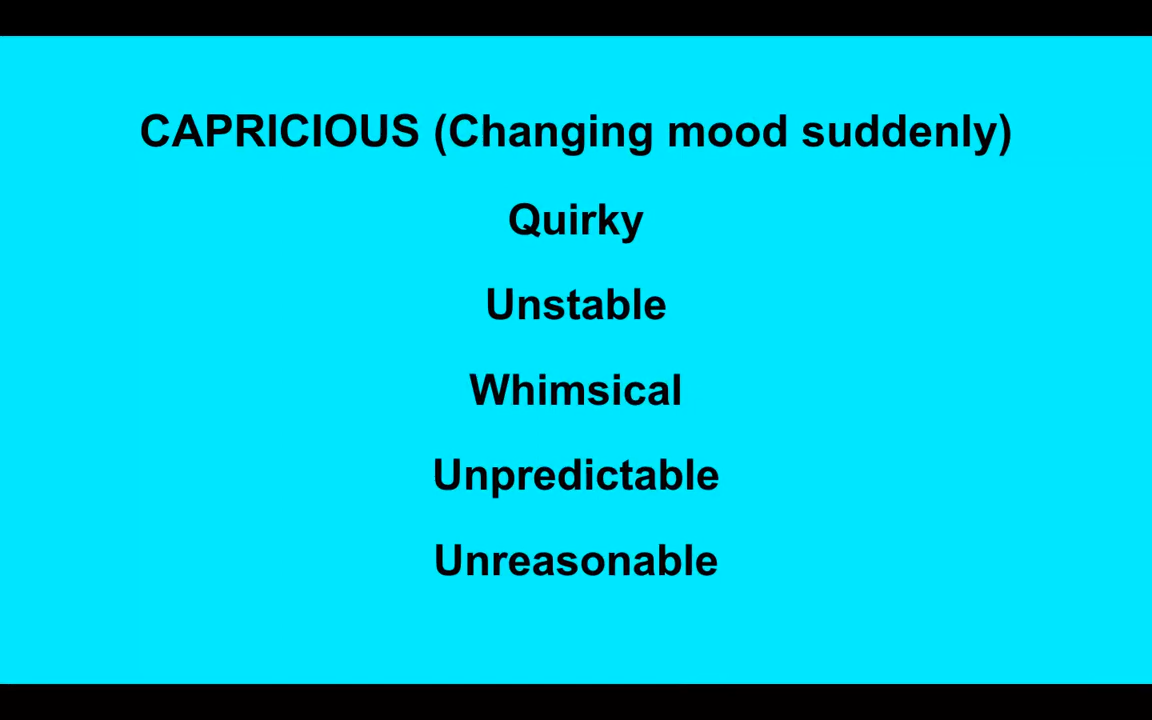 CAPRICIOUS (Changing mood suddenly)
Quirky
Unstable
Whimsical
Unpredictable
Unreasonable